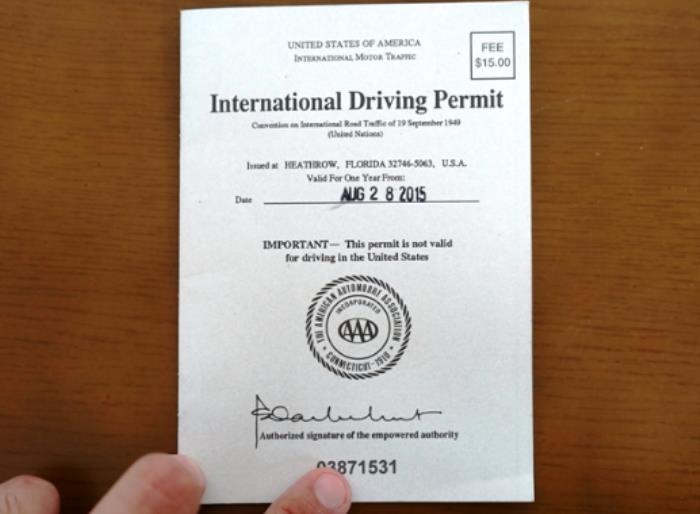 UNITED STATES OF AMERICA
INTERNATIONAL MOTOR TRAFFIC
FEE
$15.00
International Driving Permit
Convention on International Road Traffic of 19 September 1949
(United Nations)
Issued at HEATHROW, FLORIDA 32746-5063, U.S.A.
Valid For One Year From:
Date AUG 28 2015
IMPORTANT— This permit is not valid
for driving in the United States
THE AMERICAN AUTOMOBILE ASSOCIATION
INCORPORATED
AAA
CONNECTICUT-1910
Authorized signature of the empowered authority
03871531